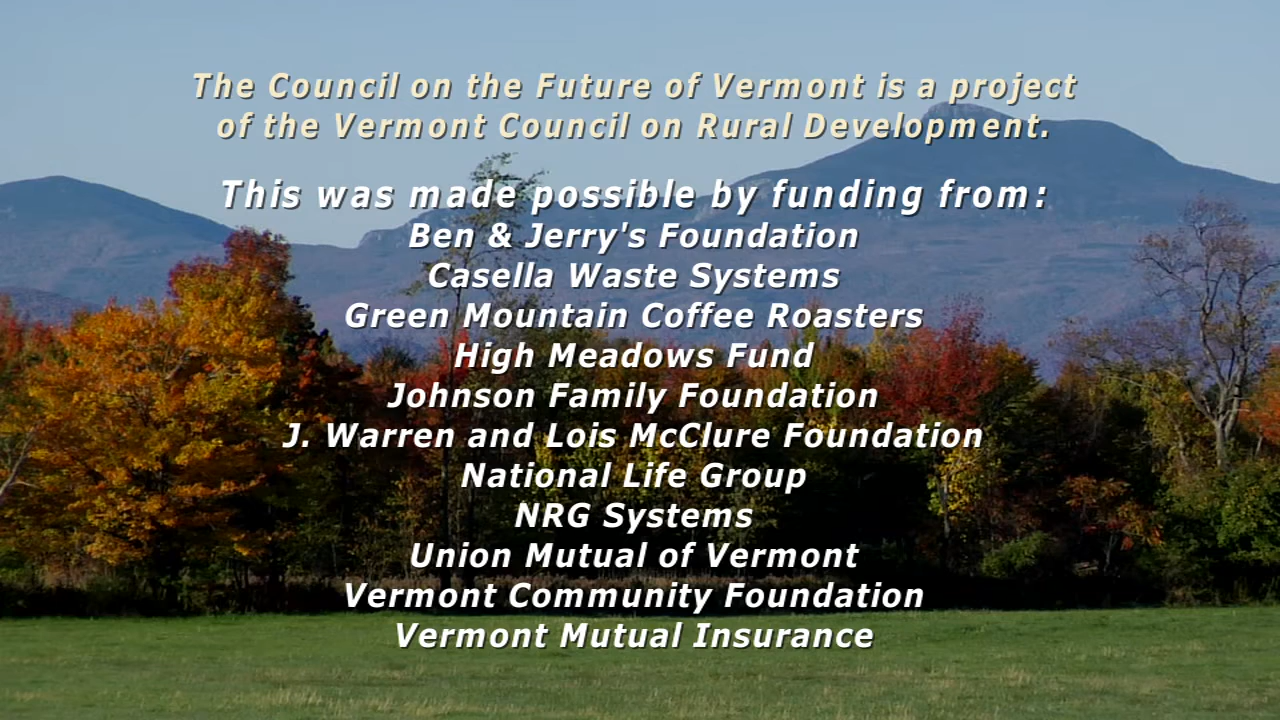 The Council on the Future of Vermont is a project
of the Vermont Council on Rural Development.
This was made possible by funding from:
Ben & Jerry's Foundation
Casella Waste Systems
Green Mountain Coffee Roasters
High Meadows Fund
Johnson Family Foundation
J. Warren and Lois McClure Foundation
National Life Group
NRG Systems
Union Mutual of Vermont
Vermont Community Foundation
Vermont Mutual Insurance